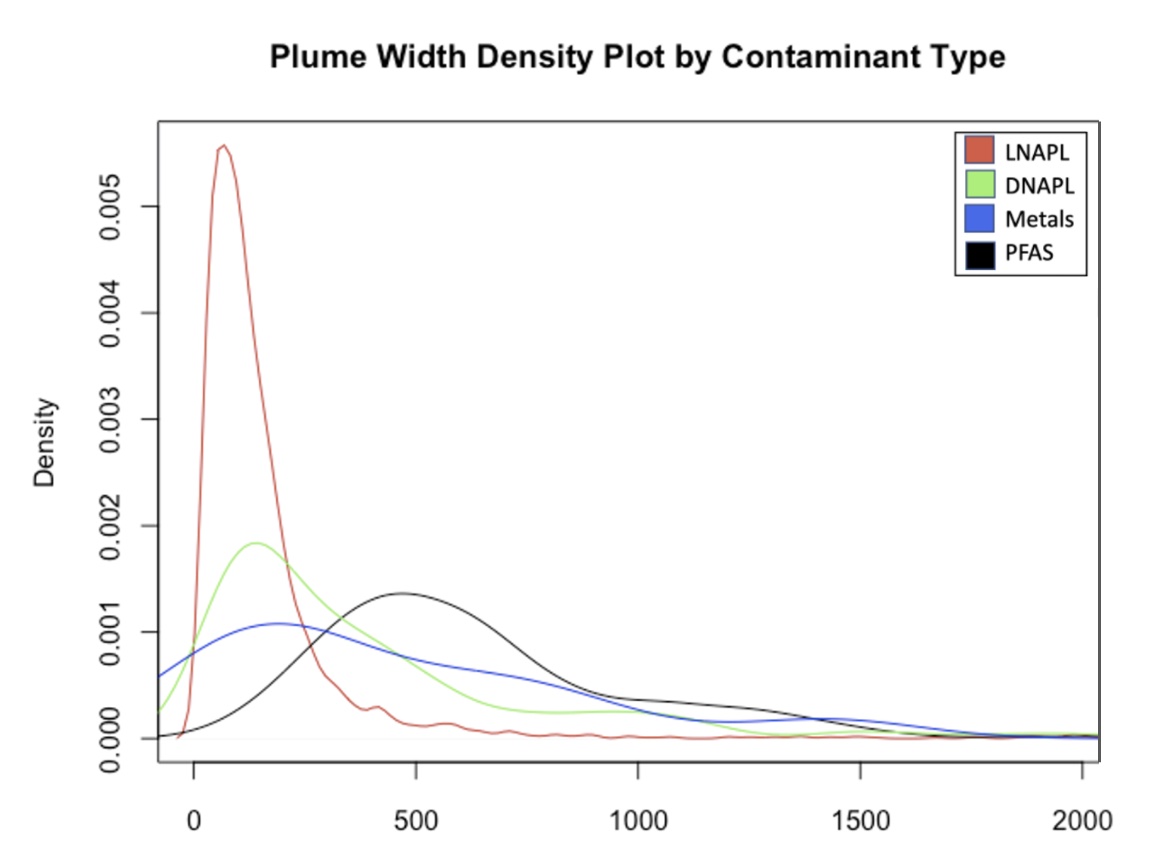 Plume Width Density Plot by Contaminant Type
LNAPL
DNAPL
Metals
PFAS
Density
0.005
0.004
0.003
0.002
0.001
0.000
0 500 1000 1500 2000